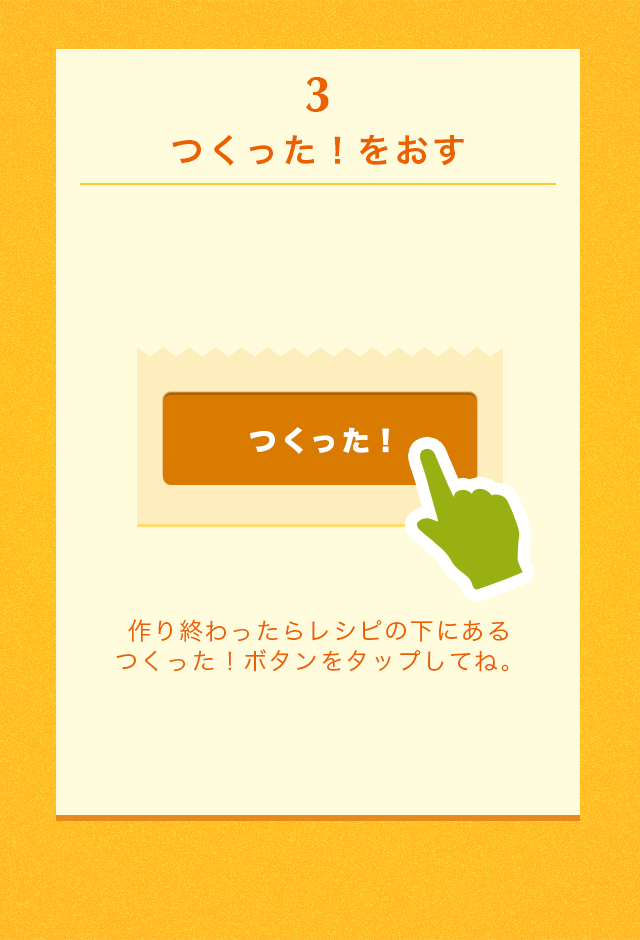 3
つくった！をおす
つくった！
作り終わったらレシピの下にある
つくった！ボタンをタップしてね。